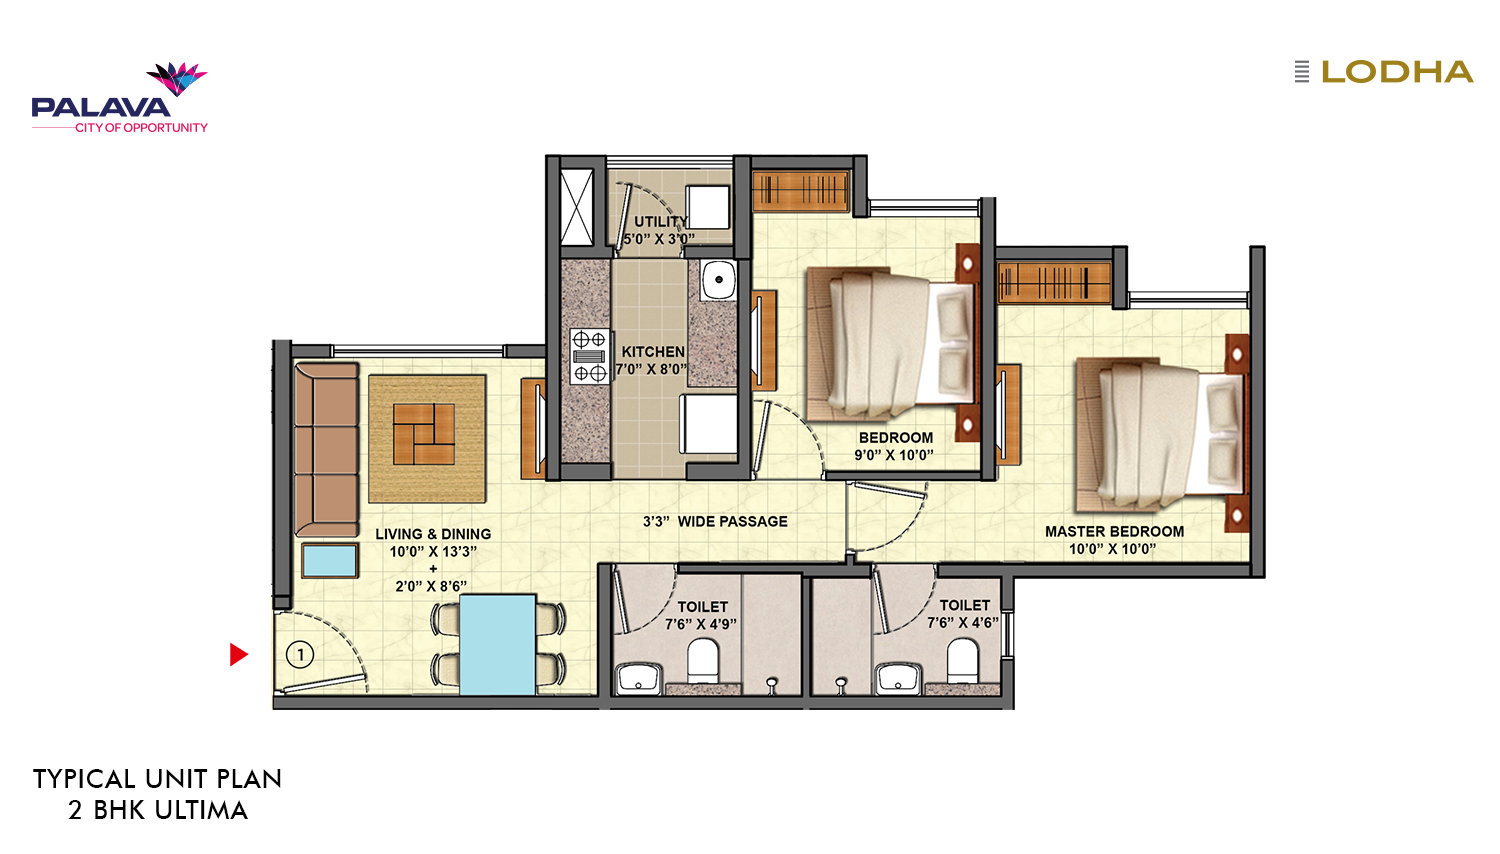 PALAVA
CITY OF OPPORTUNITY
LODHA
UTILITY
5’0” X 3’0”
KITCHEN
7’0” X 8’0”
BEDROOM
9’0” X 10’0”
LIVING & DINING
10’0” X 13’3”
+
2’0” X 8’6”
3’3” WIDE PASSAGE
MASTER BEDROOM
10’0” X 10’0”
TOILET
7’6” X 4’9”
TOILET
7’6” X 4’6”
1
TYPICAL UNIT PLAN
2 BHK ULTIMA